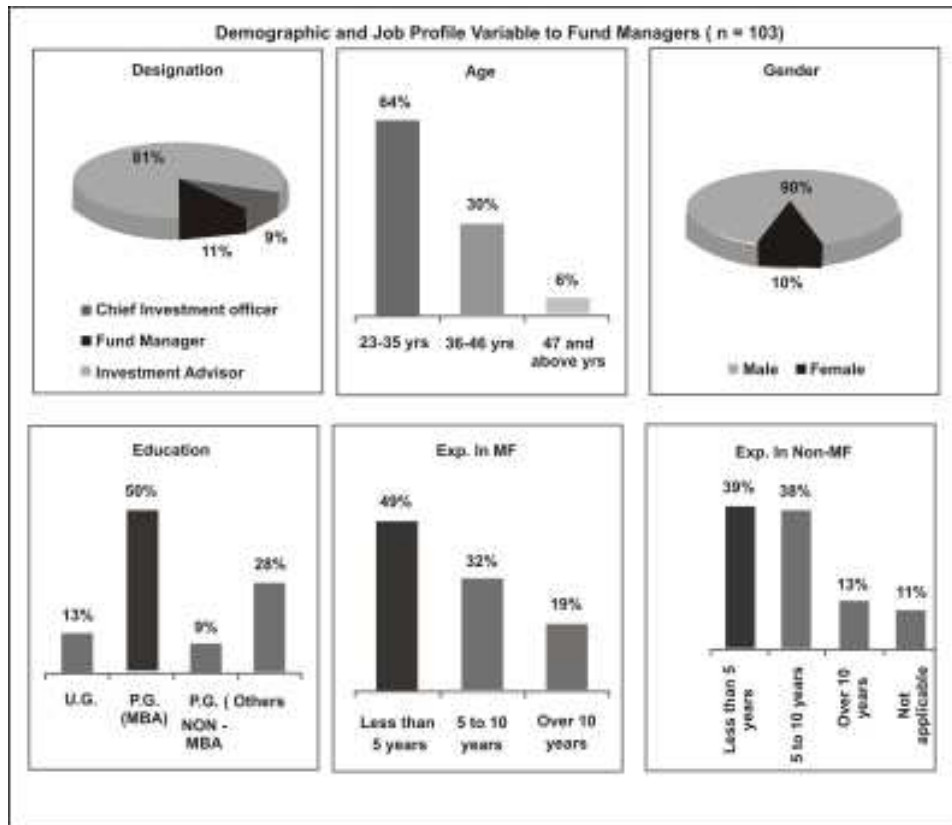 Demographic and Job Profile Variable to Fund Managers ( n = 103)
Designation
81%
11%
9%
Chief Investment officer
Fund Manager
Investment Advisor
Age
64%
30%
6%
23-35 yrs
36-46 yrs
47 and
above yrs
Gender
90%
10%
Male
Female
Education
13%
50%
9%
28%
U.G.
P.G.
(MBA)
P.G. (
NON -
MBA
Others
Exp. In MF
49%
32%
19%
Less than
5 years
5 to 10
years
Over 10
years
Exp. In Non-MF
39%
38%
13%
11%
Less than 5
years
5 to 10 years
Over 10
years
Not
applicable